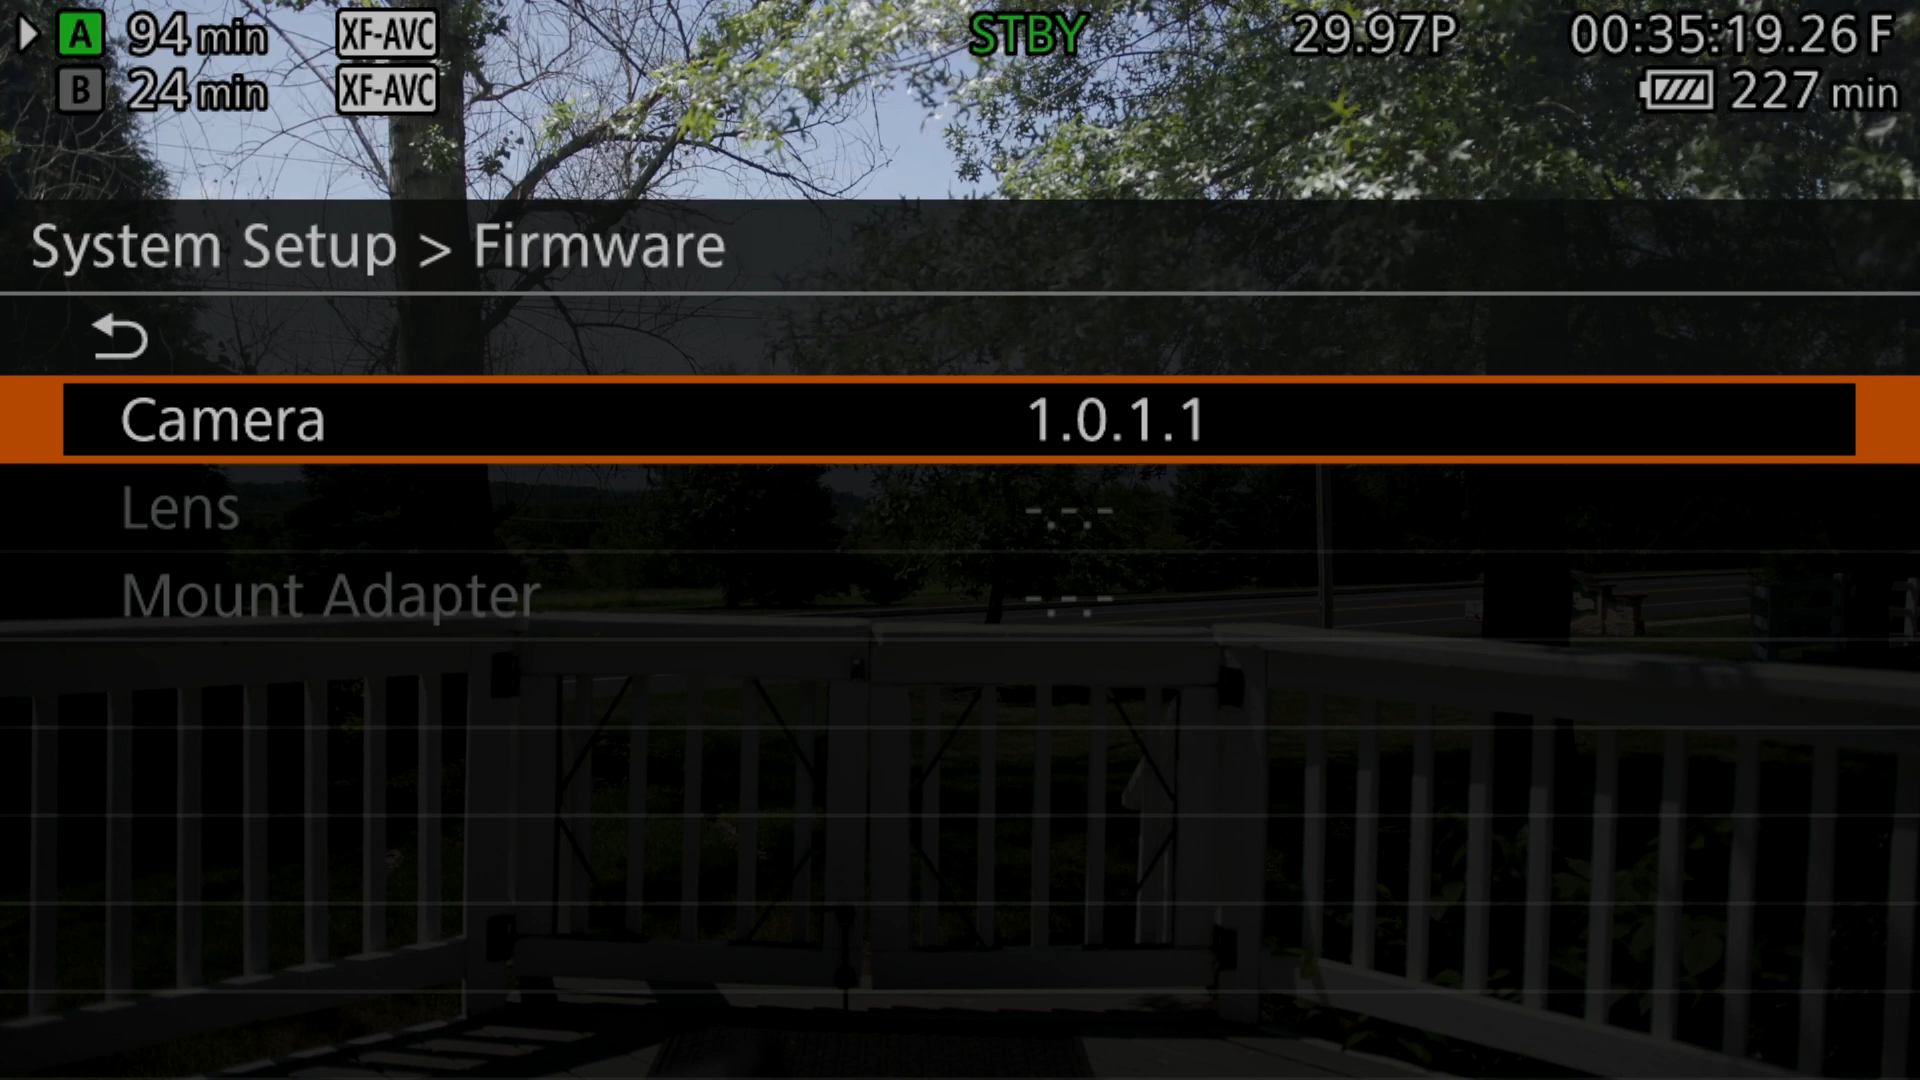 A 94 min XF-AVC STBY 29.97P 00:35:19.26 F
B 24 min XF-AVC 227 min
System Setup > Firmware
Camera 1.0.1.1
Lens -.-.-
Mount Adapter -.-.-